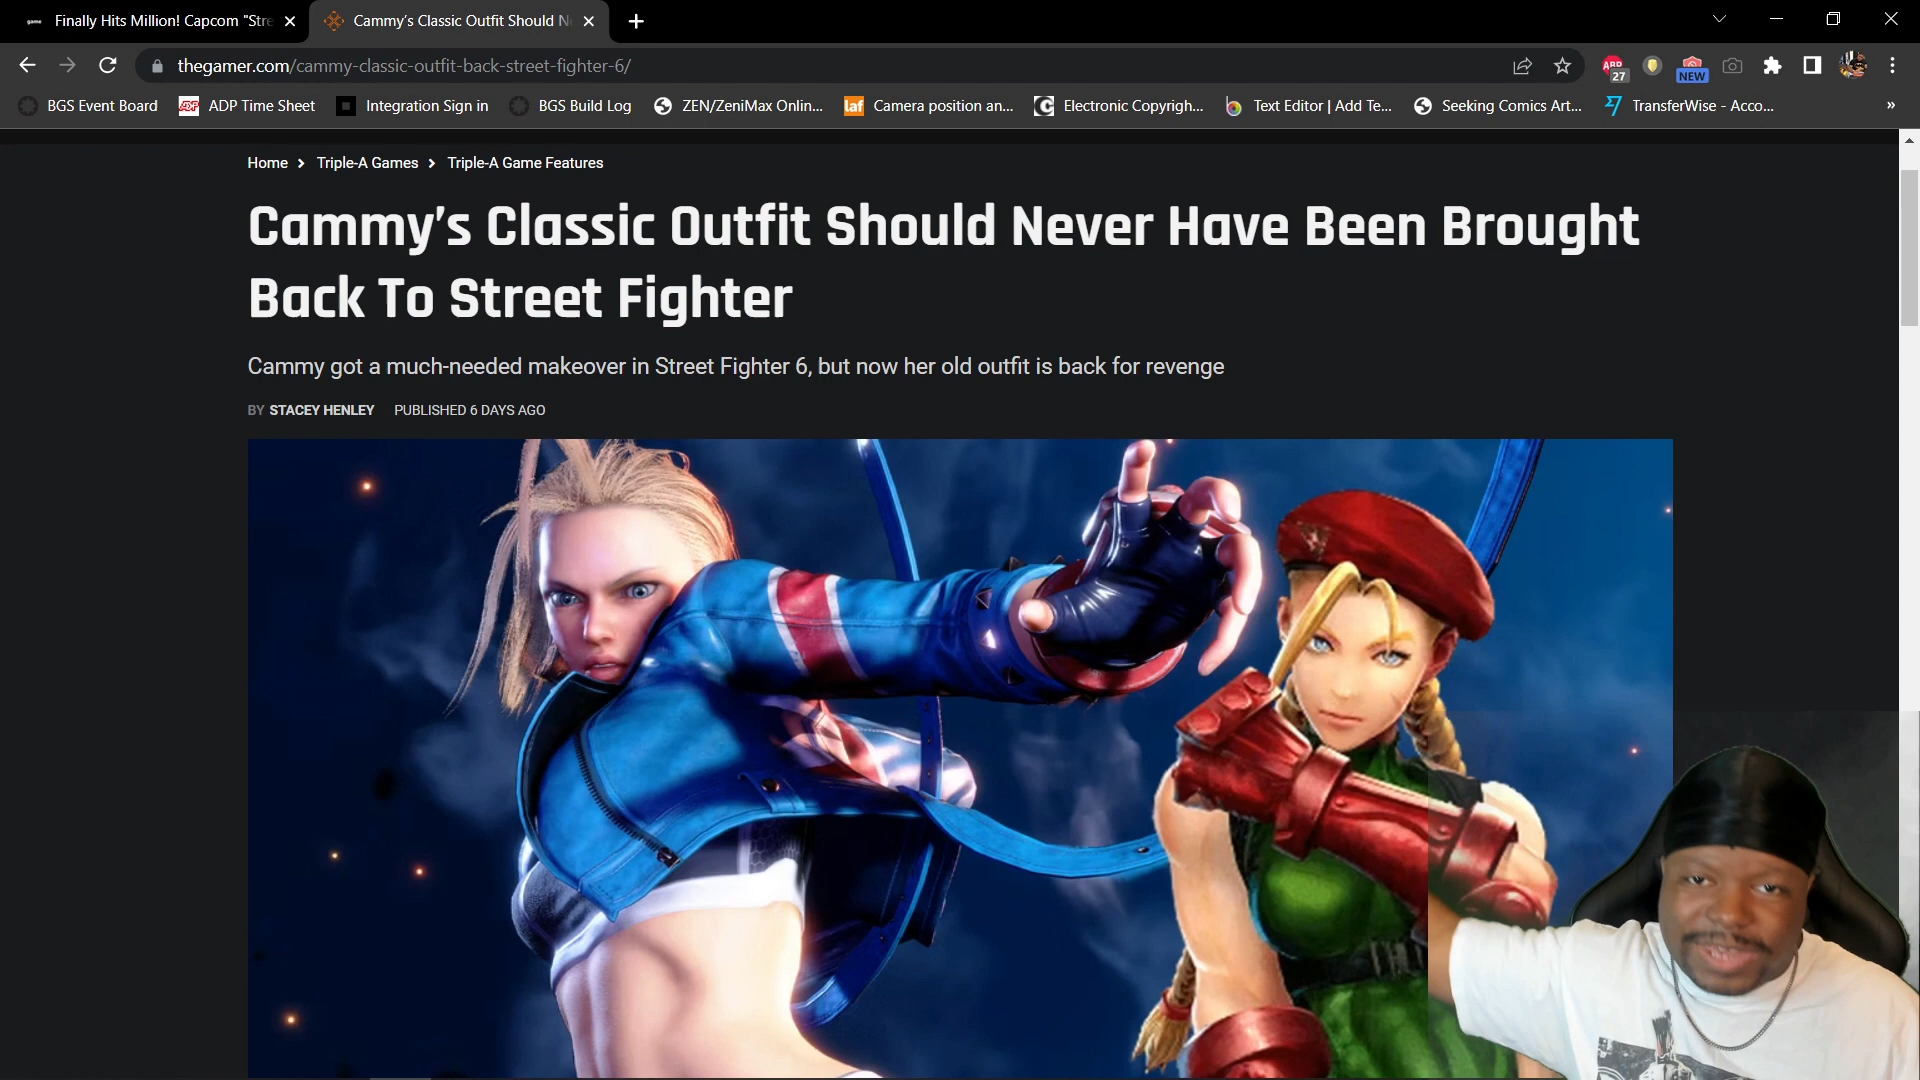 Finally Hits Million! Capcom "Stre
Cammy's Classic Outfit Should N
thegamer.com/cammy-classic-outfit-back-street-fighter-6/
ABP
27
NEW
BGS Event Board
ADP Time Sheet
Integration Sign in
BGS Build Log
ZEN/ZeniMax Onlin...
laf
Camera position an...
Electronic Copyrigh...
Text Editor | Add Te...
Seeking Comics Art...
TransferWise - Acco...
»
Home > Triple-A Games > Triple-A Game Features
Cammy's Classic Outfit Should Never Have Been Brought
Back To Street Fighter
Cammy got a much-needed makeover in Street Fighter 6, but now her old outfit is back for revenge
BY STACEY HENLEY PUBLISHED 6 DAYS AGO